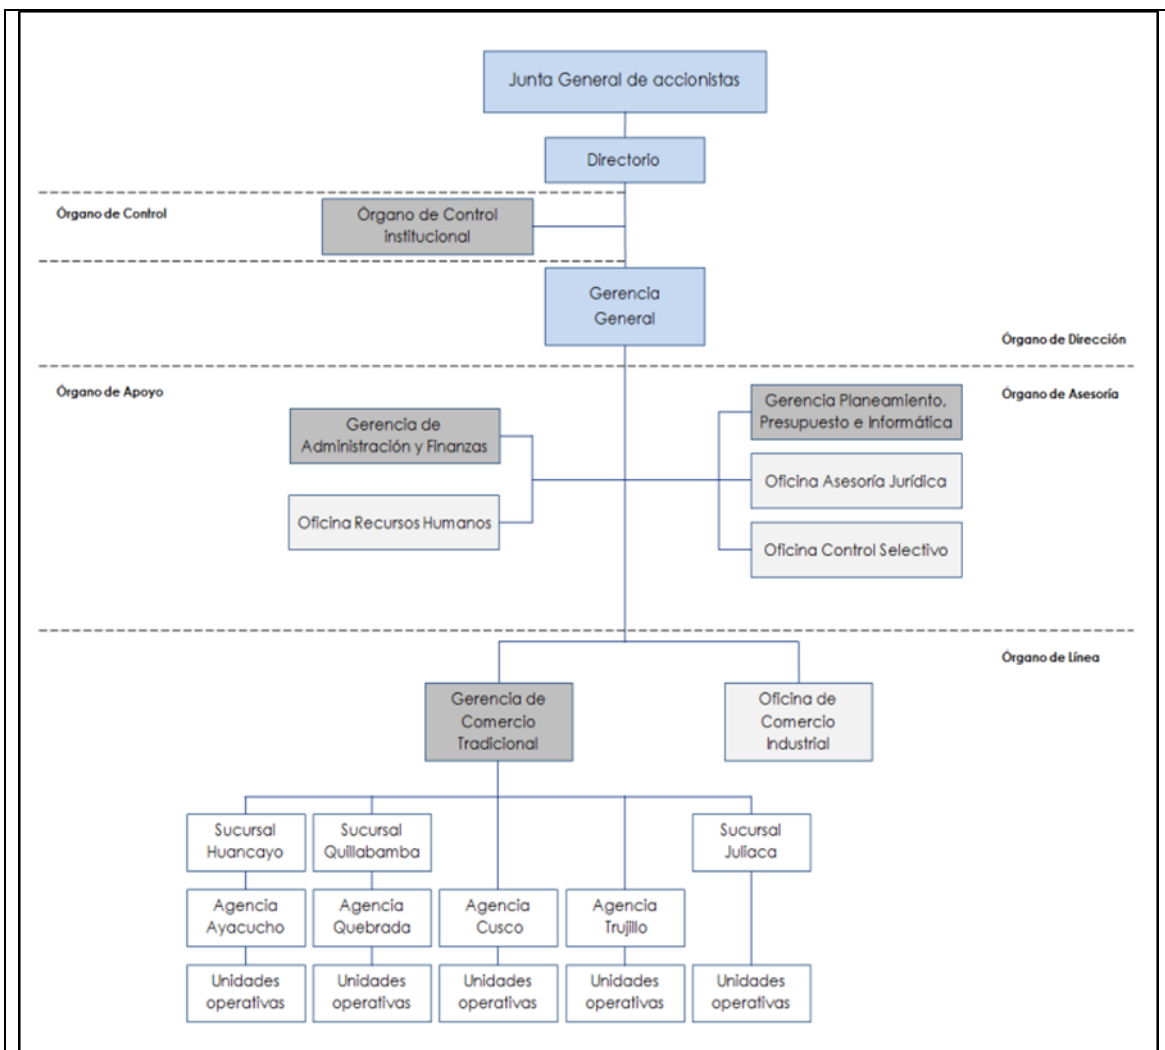 Junta General de accionistas
Directorio
Órgano de Control
Órgano de Control
institucional
Gerencia
General
Órgano de Dirección
Órgano de Apoyo
Órgano de Asesoría
Gerencia de
Administración y Finanzas
Gerencia Planeamiento,
Presupuesto e Informática
Oficina Asesoría Jurídica
Oficina Recursos Humanos
Oficina Control Selectivo
Órgano de Línea
Gerencia de
Comercio
Tradicional
Oficina de
Comercio
Industrial
Sucursal
Huancayo
Sucursal
Quillabamba
Sucursal
Juliaca
Agencia
Ayacucho
Agencia
Quebrada
Agencia
Cusco
Agencia
Trujillo
Unidades
operativas
Unidades
operativas
Unidades
operativas
Unidades
operativas
Unidades
operativas